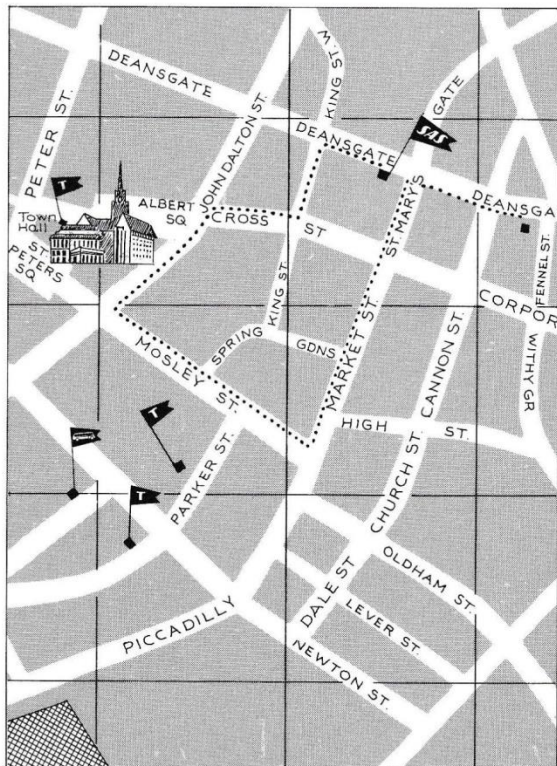 PETER ST.
DEANSGATE
KING ST. W.
DEANSGATE
GATE
SAS
ST. MARYS
DEANSGA
JOHN DALTON ST.
ALBERT
SQ.
T
Town
Hall
ST.
PETERS
SQ
CROSS
ST
FENNEL ST.
CORPOR
KING ST.
SPRING
GDNS
MARKET ST.
CANNON ST.
WITHY GR
MOSLEY ST.
HIGH ST.
T
T
PARKER ST.
CHURCH ST.
OLDHAM ST.
DALE ST
LEVER ST.
PICCADILLY
NEWTON ST.